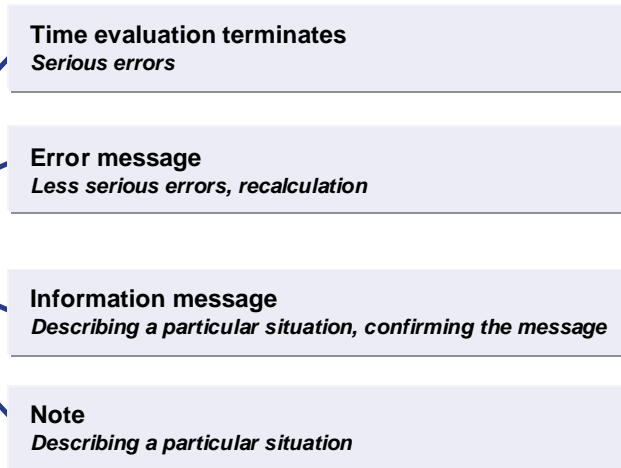 Time evaluation terminates
Serious errors
Error message
Less serious errors, recalculation
Information message
Describing a particular situation, confirming the message
Note
Describing a particular situation